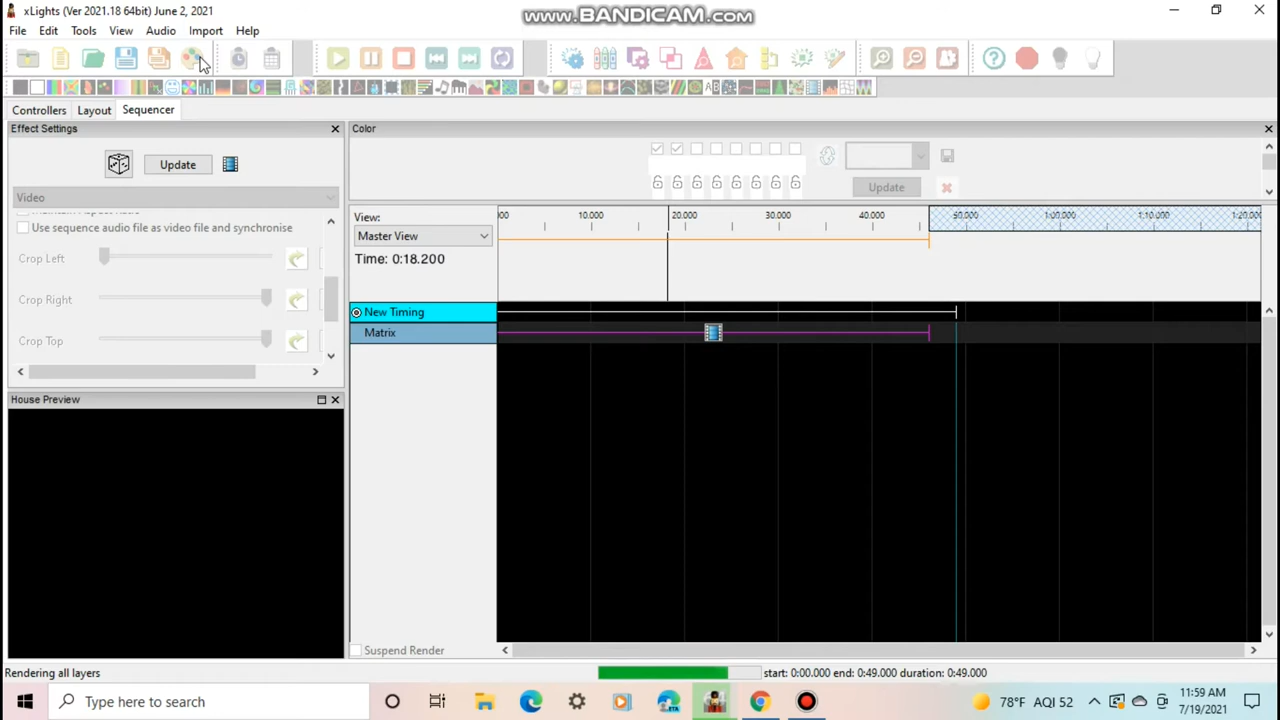 xLights (Ver 2021.18 64bit) June 2, 2021
www.BANDICAM.com
File Edit Tools View Audio Import Help
Controllers Layout Sequencer
Effect Settings
Color
Update
Video
Use sequence audio file as video file and synchronise
Crop Left
Crop Right
Crop Top
Update
View:
Master View
Time: 0:18.200
10.000 20.000 30.000 40.000 50.000 1:00.000 1:10.000 1:20.00
New Timing
Matrix
House Preview
Suspend Render
Rendering all layers
start: 0:00.000 end: 0:49.000 duration: 0:49.000
Type here to search
78°F AQI 52
11:59 AM
7/19/2021